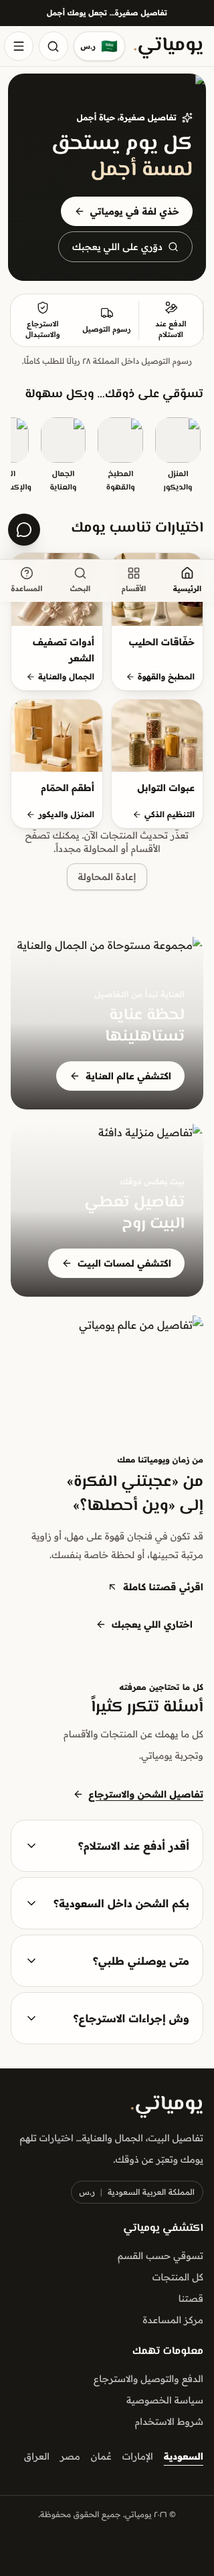 تفاصيل صغيرة... تجعل يومك أجمل
يومياتي.
ر.س
تفاصيل صغيرة، حياة أجمل
كل يوم يستحق
لمسة أجمل
خذي لفة في يومياتي
دوّري على اللي يعجبك
الدفع عند
الاستلام
رسوم التوصيل
الاسترجاع
والاستبدال
رسوم التوصيل داخل المملكة ٢٨ ريالًا للطلب كاملًا.
تسوّقي على ذوقك... وبكل سهولة
المنزل
والديكور
المطبخ
والقهوة
الجمال
والعناية
اختيارات تناسب يومك
الرئيسية
الأقسام
البحث
المساعدة
خفّاقات الحليب
المطبخ والقهوة
أدوات تصفيف
الشعر
الجمال والعناية
عبوات التوابل
التنظيم الذكي
أطقم الحمّام
المنزل والديكور
تعذّر تحديث المنتجات الآن. يمكنك تصفّح
الأقسام أو المحاولة مجددًا.
إعادة المحاولة
مجموعة مستوحاة من الجمال والعناية
العناية تبدأ من التفاصيل
لحظة عناية
تستاهلينها
اكتشفي عالم العناية
تفاصيل منزلية دافئة
بيت يعكس ذوقك
تفاصيل تعطي
البيت روح
اكتشفي لمسات البيت
تفاصيل من عالم يومياتي
من زمان ويومياتنا معك
من «عجبتني الفكرة»
إلى «وين أحصلها؟»
قد تكون في فنجان قهوة على مهل، أو زاوية
مرتبة تحبينها، أو لحظة خاصة بنفسك.
اقرئي قصتنا كاملة
اختاري اللي يعجبك
كل ما تحتاجين معرفته
أسئلة تتكرر كثيراً
كل ما يهمك عن المنتجات والأقسام
وتجربة يومياتي.
تفاصيل الشحن والاسترجاع
أقدر أدفع عند الاستلام؟
بكم الشحن داخل السعودية؟
متى يوصلني طلبي؟
وش إجراءات الاسترجاع؟
يومياتي.
تفاصيل البيت، الجمال والعناية... اختيارات تلهم
يومك وتعبّر عن ذوقك.
المملكة العربية السعودية | ر.س
اكتشفي يومياتي
تسوقي حسب القسم
كل المنتجات
قصتنا
مركز المساعدة
معلومات تهمك
الدفع والتوصيل والاسترجاع
سياسة الخصوصية
شروط الاستخدام
السعودية الإمارات عُمان مصر العراق
© ٢٠٢٦ يومياتي. جميع الحقوق محفوظة.